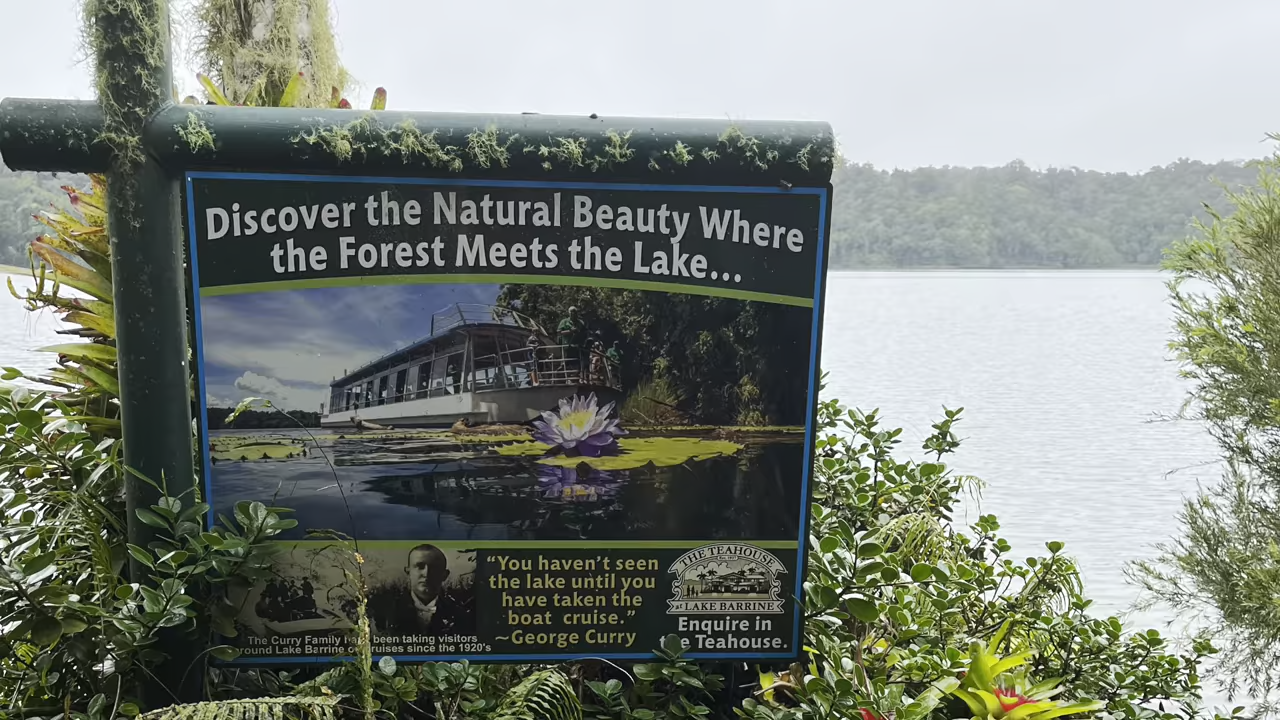 Discover the Natural Beauty Where
the Forest Meets the Lake...
"You haven't seen
the lake until you
have taken the
boat cruise."
~George Curry
THE TEAHOUSE
at LAKE BARRINE
Enquire in
the Teahouse.
The Curry Family been taking visitors
Lake Barrine cruises since the 1920's